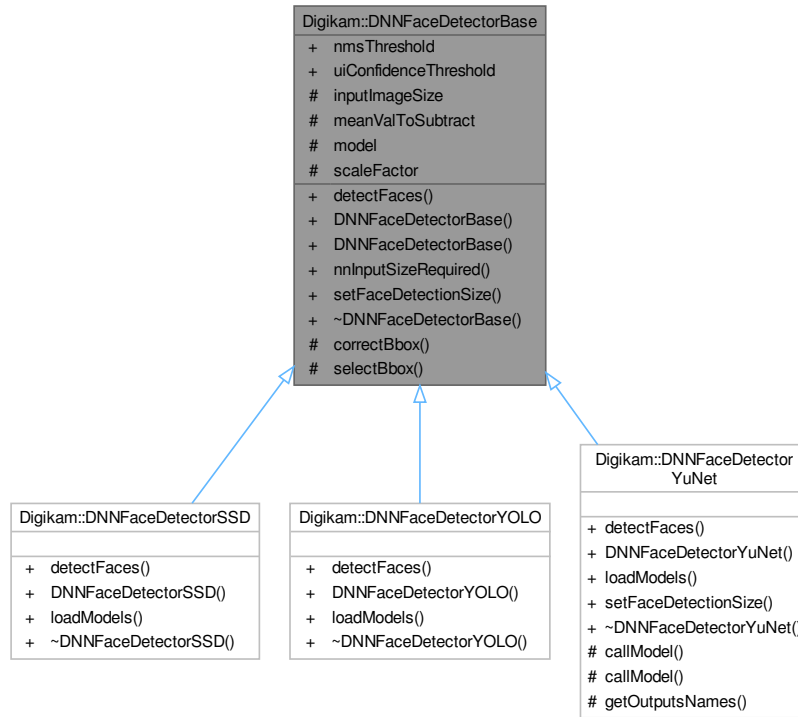 Digikam::DNNFaceDetectorBase
+ nmsThreshold
+ uiConfidenceThreshold
# inputImageSize
# meanValToSubtract
# model
# scaleFactor
+ detectFaces()
+ DNNFaceDetectorBase()
+ DNNFaceDetectorBase()
+ nnInputSizeRequired()
+ setFaceDetectionSize()
+ ~DNNFaceDetectorBase()
# correctBbox()
# selectBbox()
Digikam::DNNFaceDetectorSSD
+ detectFaces()
+ DNNFaceDetectorSSD()
+ loadModels()
+ ~DNNFaceDetectorSSD()
Digikam::DNNFaceDetectorYOLO
+ detectFaces()
+ DNNFaceDetectorYOLO()
+ loadModels()
+ ~DNNFaceDetectorYOLO()
Digikam::DNNFaceDetector
YuNet
+ detectFaces()
+ DNNFaceDetectorYuNet()
+ loadModels()
+ setFaceDetectionSize()
+ ~DNNFaceDetectorYuNet()
# callModel()
# callModel()
# getOutputsNames()